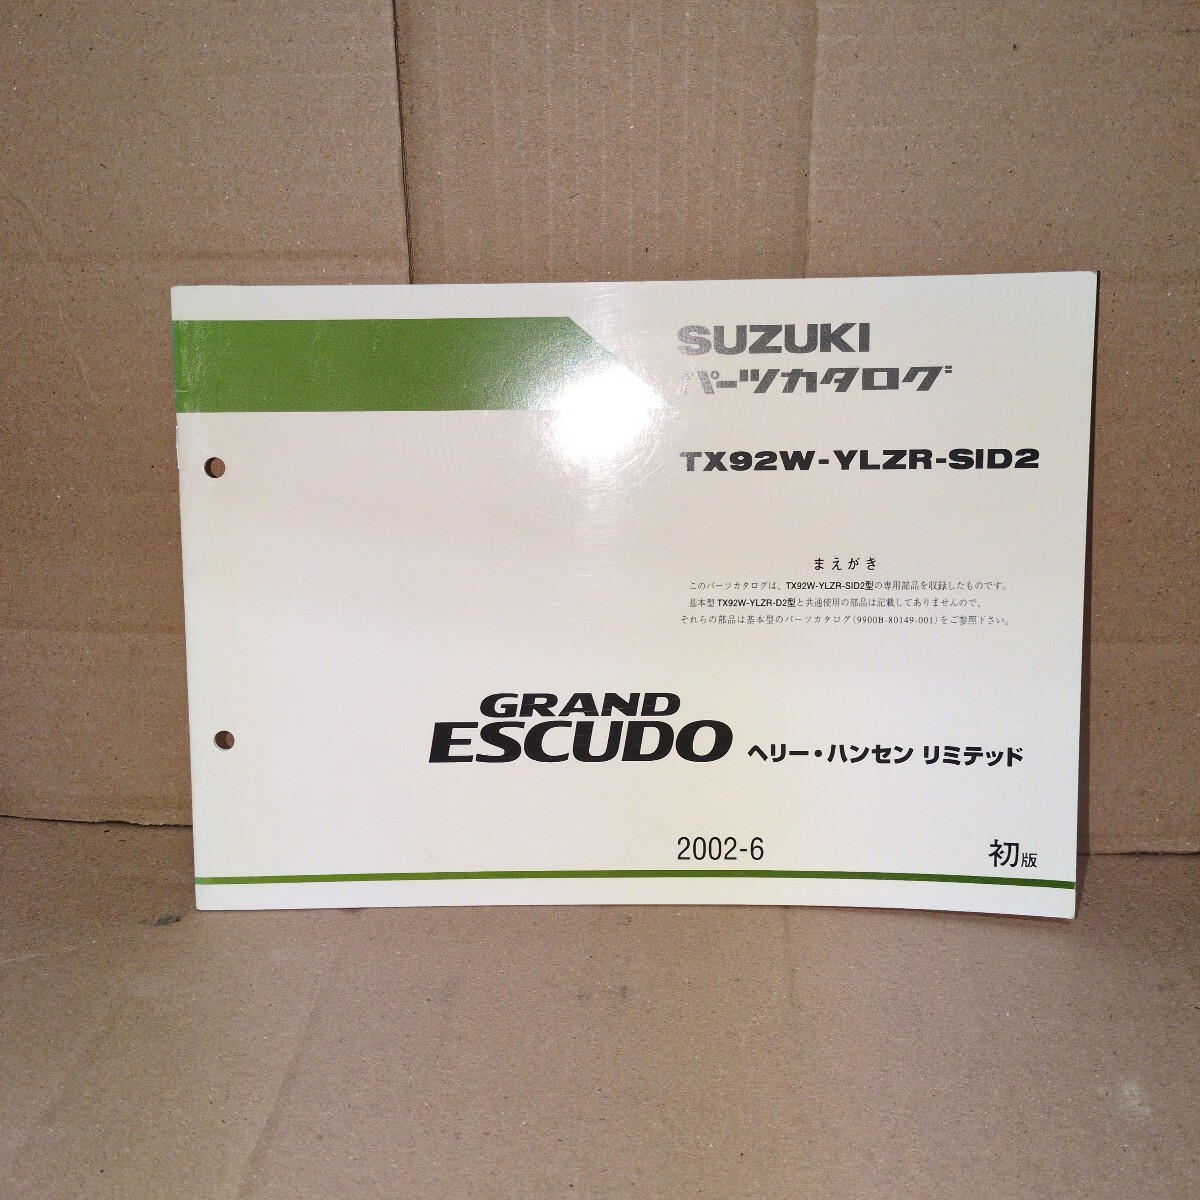 SUZUKI
パーツカタログ
TX92W-YLZR-SID2
まえがき
このパーツカタログは、TX92W-YLZR-SID2型の専用部品を収録したものです。
基本型TX92W-YLZR-D2型と共通使用の部品は記載してありませんので、
それらの部品は基本型のパーツカタログ(9900B-80149-001)をご参照下さい。
GRAND
ESCUDO ヘリー・ハンセン リミテッド
2002-6 初版